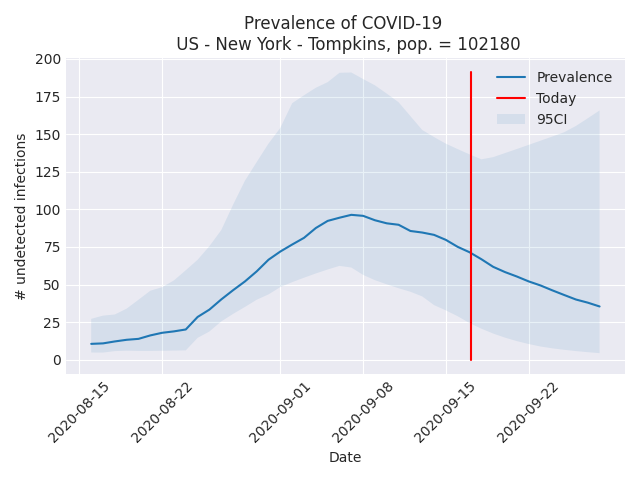 Prevalence of COVID-19
US - New York - Tompkins, pop. = 102180
# undetected infections
200
175
150
125
100
75
50
25
0
Prevalence
Today
95CI
2020-08-15
2020-08-22
2020-09-01
2020-09-08
2020-09-15
2020-09-22
Date